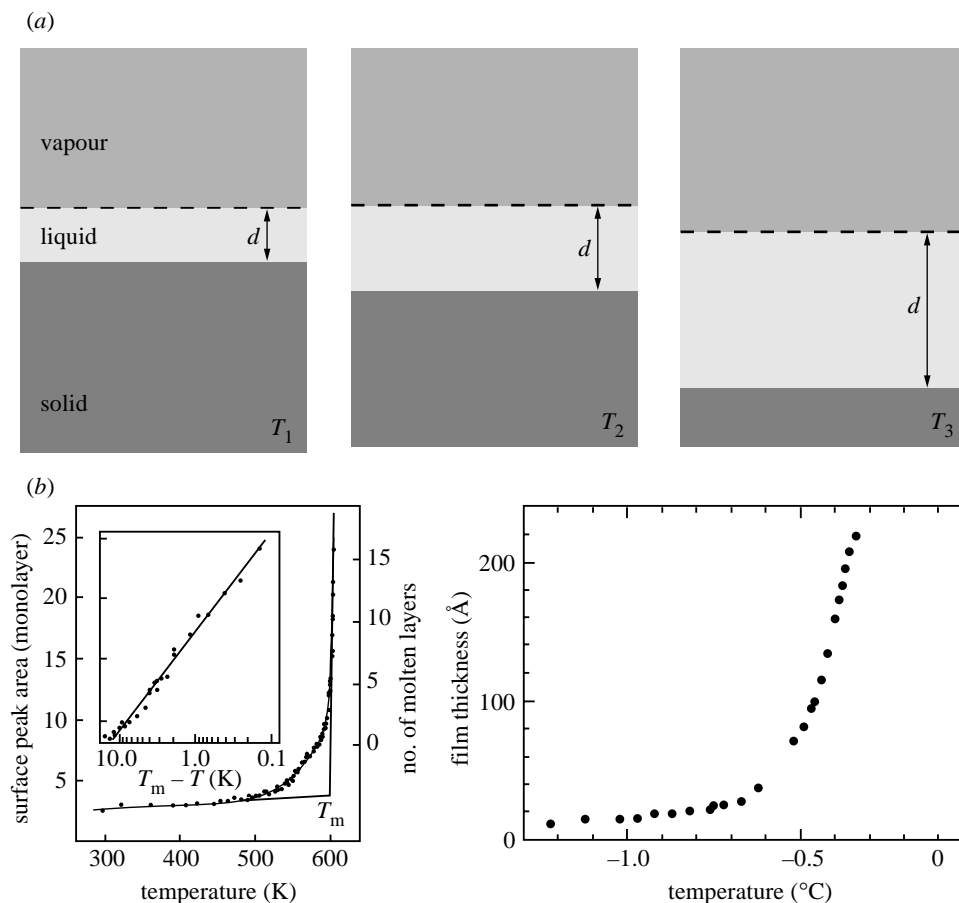 (a)
vapour
liquid
solid
d
T1
d
T2
d
T3
(b)
surface peak area (monolayer)
25
20
15
10
5
10.0 1.0 0.1
Tm – T (K)
Tm
15
10
5
0
no. of molten layers
300 400 500 600
temperature (K)
film thickness (Å)
200
100
0
–1.0 –0.5 0
temperature (°C)